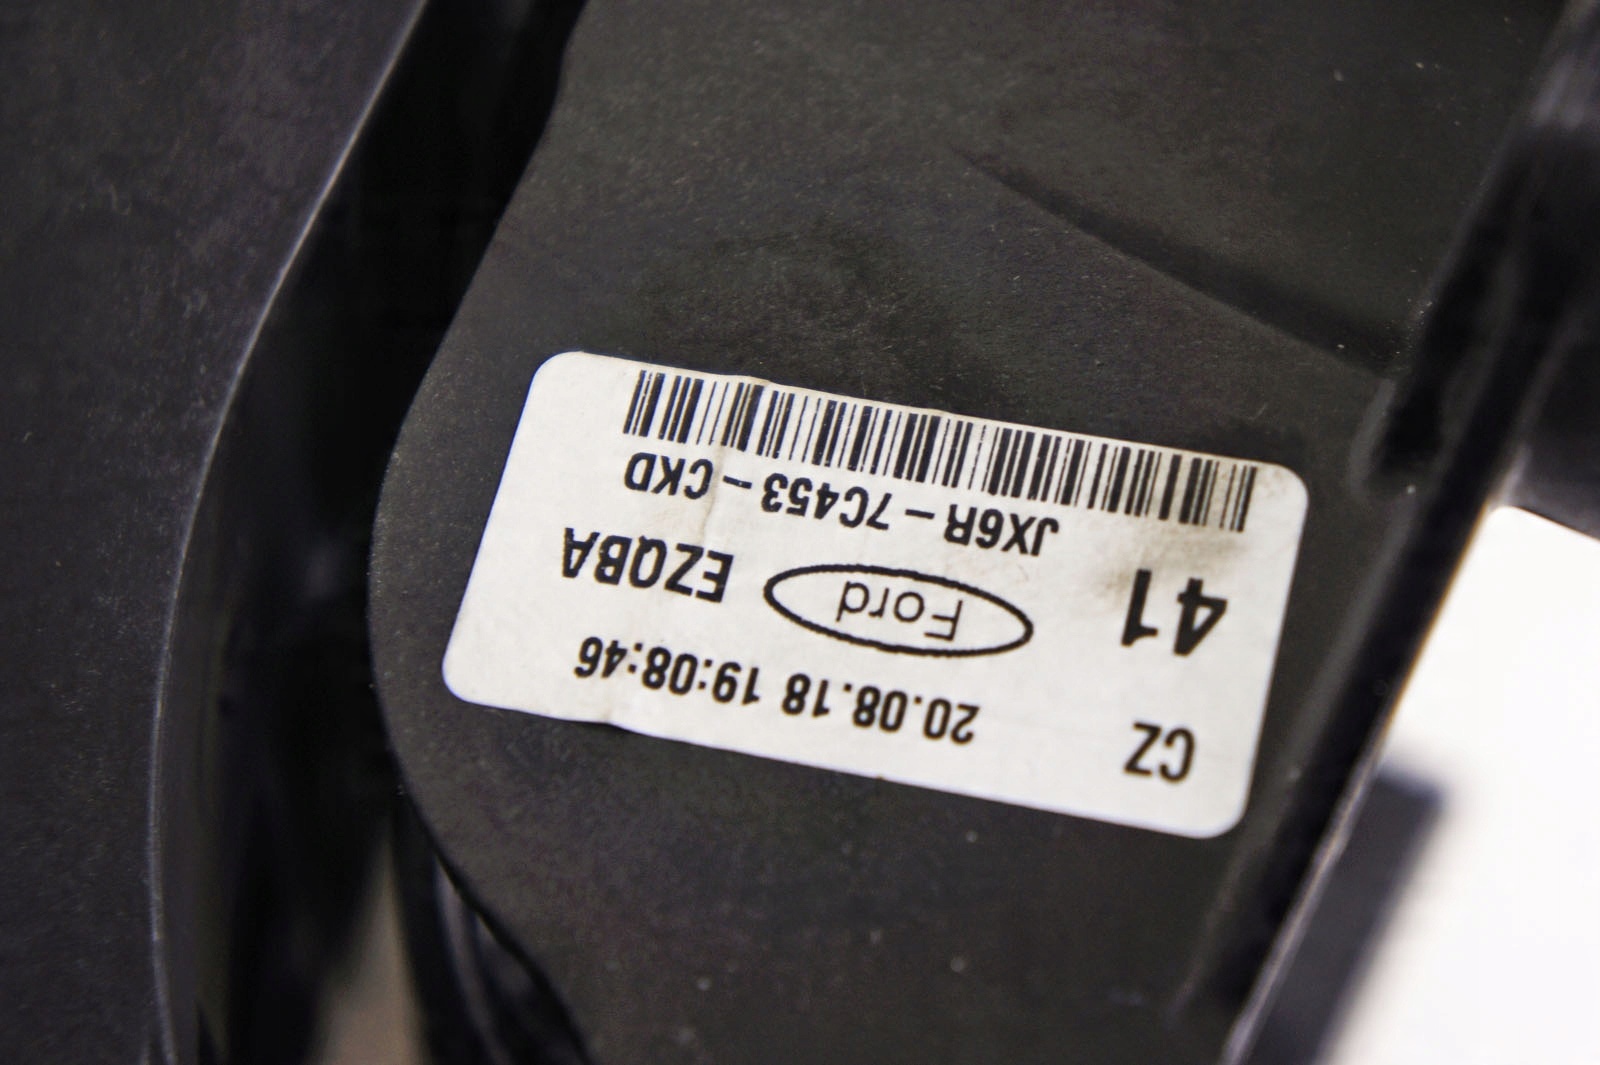 CZ 20.08.18 19:08:46
41 Ford EZQBA
JX6R-7C453-CKD